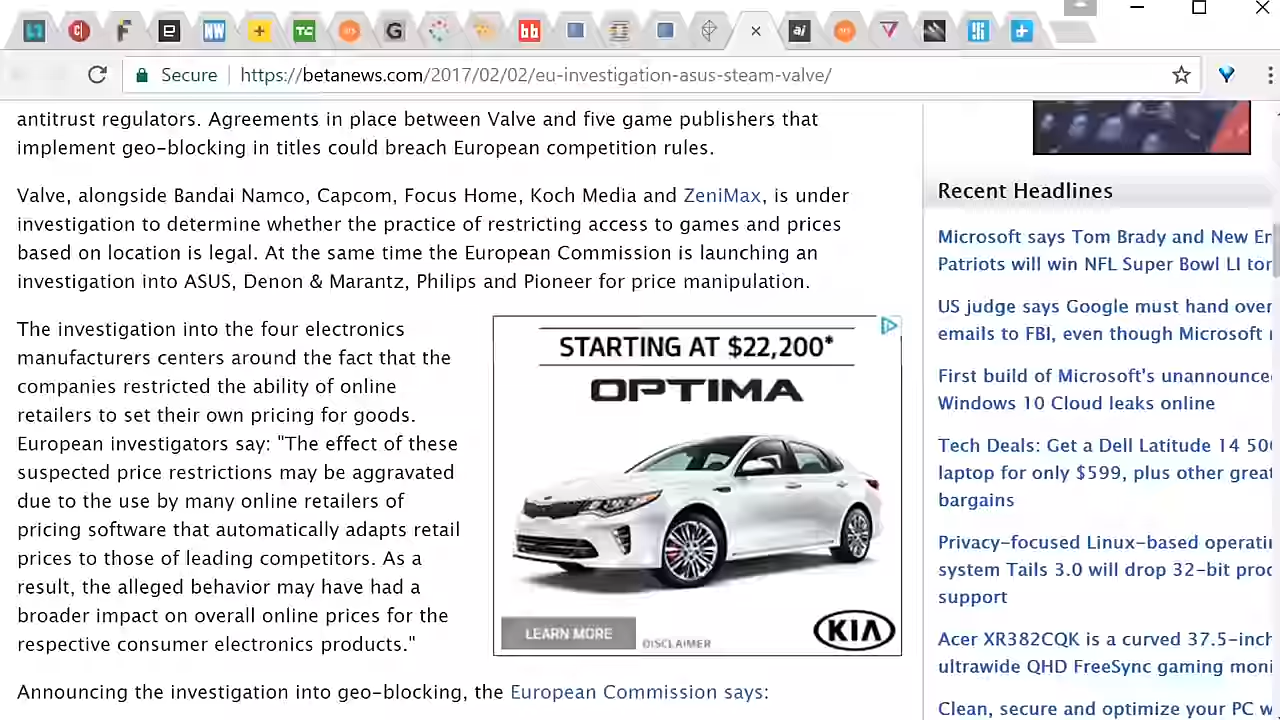 Secure
https://betanews.com/2017/02/02/eu-investigation-asus-steam-valve/
antitrust regulators. Agreements in place between Valve and five game publishers that
implement geo-blocking in titles could breach European competition rules.
Valve, alongside Bandai Namco, Capcom, Focus Home, Koch Media and ZeniMax, is under
investigation to determine whether the practice of restricting access to games and prices
based on location is legal. At the same time the European Commission is launching an
investigation into ASUS, Denon & Marantz, Philips and Pioneer for price manipulation.
The investigation into the four electronics
manufacturers centers around the fact that the
companies restricted the ability of online
retailers to set their own pricing for goods.
European investigators say: "The effect of these
suspected price restrictions may be aggravated
due to the use by many online retailers of
pricing software that automatically adapts retail
prices to those of leading competitors. As a
result, the alleged behavior may have had a
broader impact on overall online prices for the
respective consumer electronics products."
Announcing the investigation into geo-blocking, the European Commission says:
STARTING AT $22,200*
OPTIMA
LEARN MORE
DISCLAIMER
KIA
Recent Headlines
Microsoft says Tom Brady and New
Patriots will win NFL Super Bowl LI
US judge says Google must hand over
emails to FBI, even though Microsoft
First build of Microsoft's
Windows 10 Cloud leaks online
Tech Deals: Get a Dell Latitude 14
laptop for only $599, plus other great
bargains
Privacy-focused Linux-based
system Tails 3.0 will drop 32-bit
support
Acer XR382CQK is a curved 37.5-inch
ultrawide QHD FreeSync gaming
Clean, secure and optimize your PC